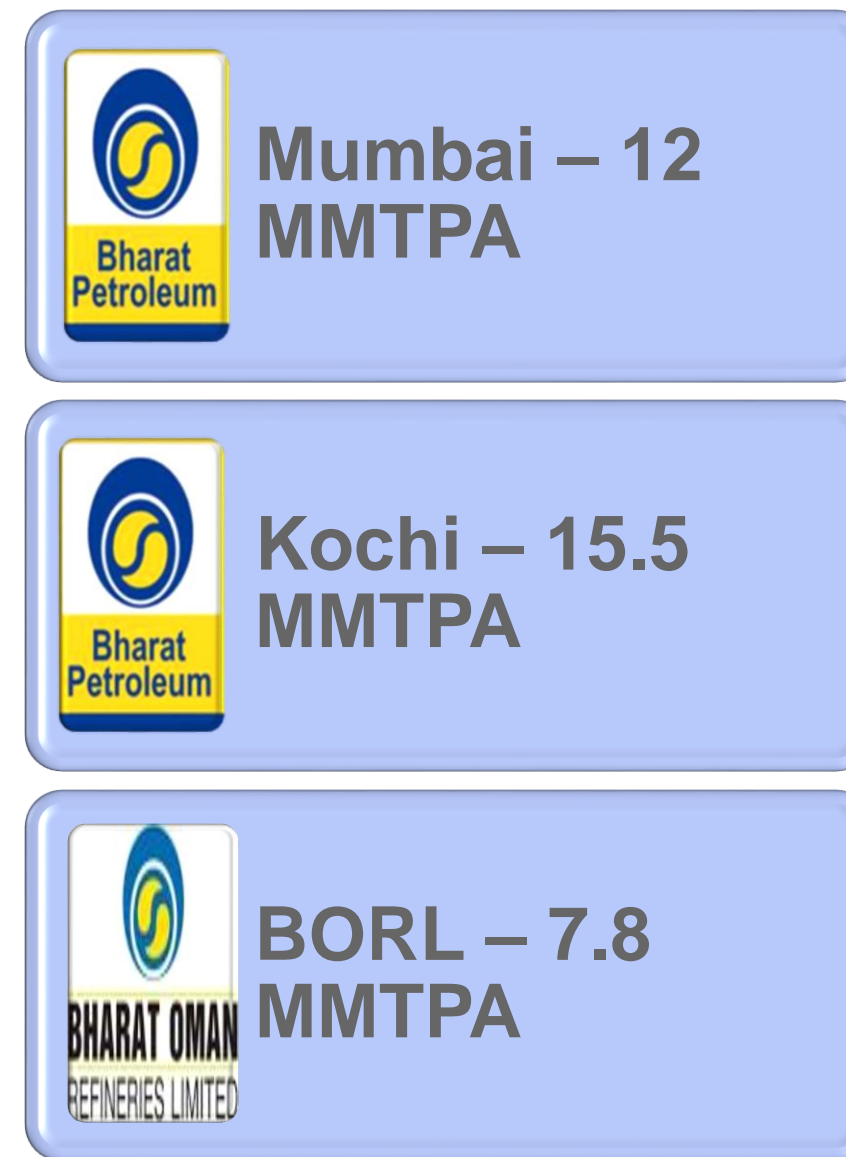 Bharat
Petroleum
Mumbai – 12
MMTPA
Bharat
Petroleum
Kochi – 15.5
MMTPA
BHARAT OMAN
REFINERIES LIMITED
BORL – 7.8
MMTPA